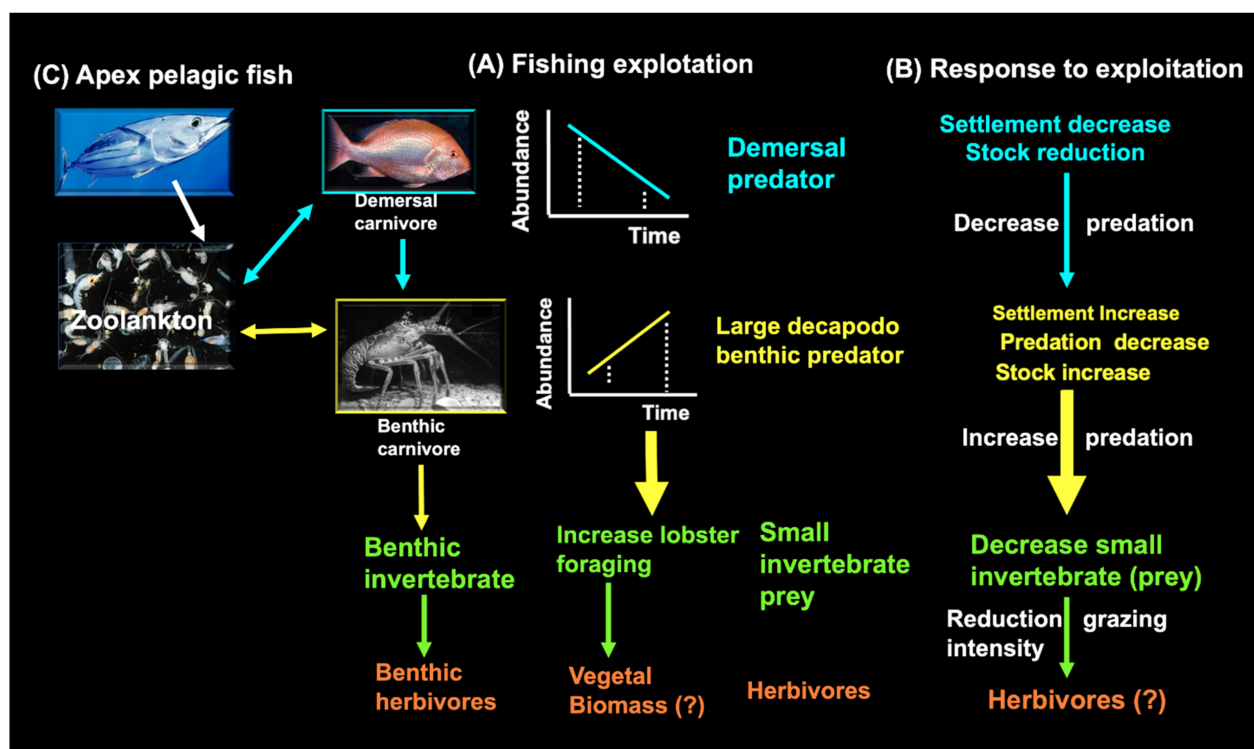 (C) Apex pelagic fish
Zoolankton
Demersal
carnivore
Benthic
carnivore
Benthic
invertebrate
Benthic
herbivores
(A) Fishing explotation
Abundance
Time
Demersal
predator
Abundance
Time
Large decapodo
benthic predator
Increase lobster
foraging
Small
invertebrate
prey
Vegetal
Biomass (?)
Herbivores
(B) Response to exploitation
Settlement decrease
Stock reduction
Decrease predation
Settlement Increase
Predation decrease
Stock increase
Increase predation
Decrease small
invertebrate (prey)
Reduction grazing
intensity
Herbivores (?)